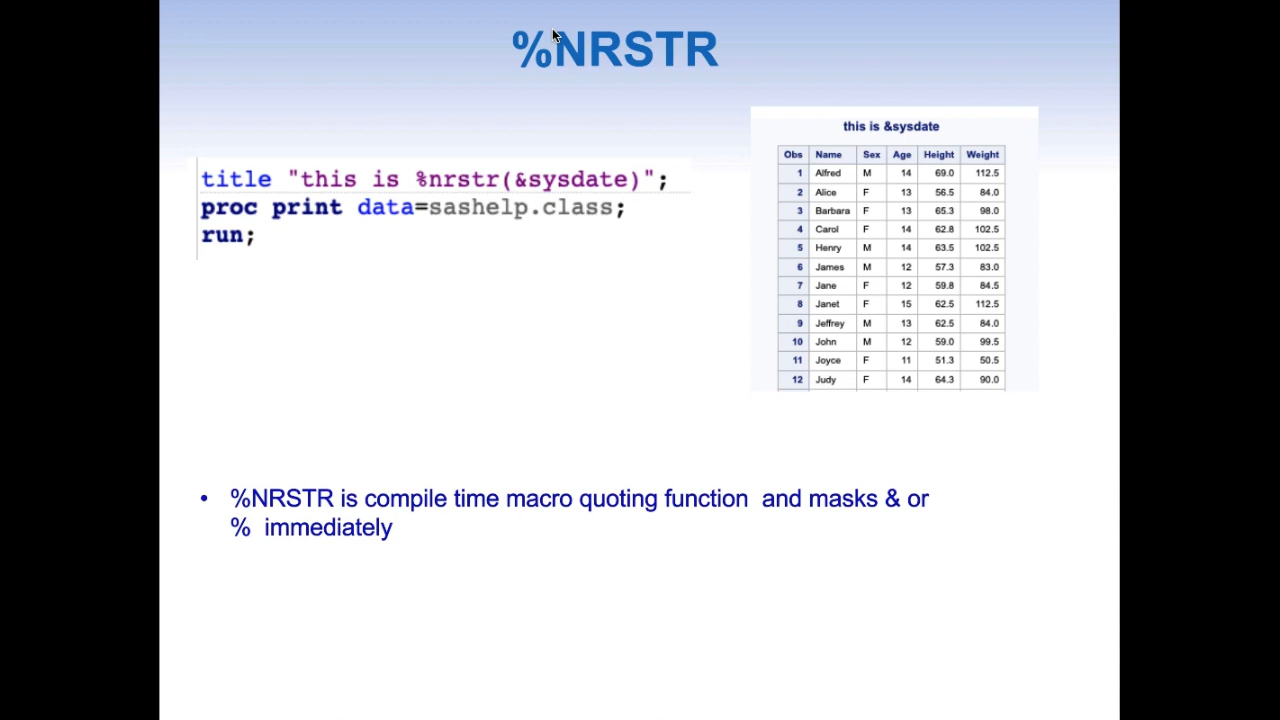 %NRSTR
title "this is %nrstr(&sysdate)";
proc print data=sashelp.class;
run;
this is &sysdate
Obs Name Sex Age Height Weight
1 Alfred M 14 69.0 112.5
2 Alice F 13 56.5 84.0
3 Barbara F 13 65.3 98.0
4 Carol F 14 62.8 102.5
5 Henry M 14 63.5 102.5
6 James M 12 57.3 83.0
7 Jane F 12 59.8 84.5
8 Janet F 15 62.5 112.5
9 Jeffrey M 13 62.5 84.0
10 John M 12 59.0 99.5
11 Joyce F 11 51.3 50.5
12 Judy F 14 64.3 90.0
• %NRSTR is compile time macro quoting function and masks & or
% immediately